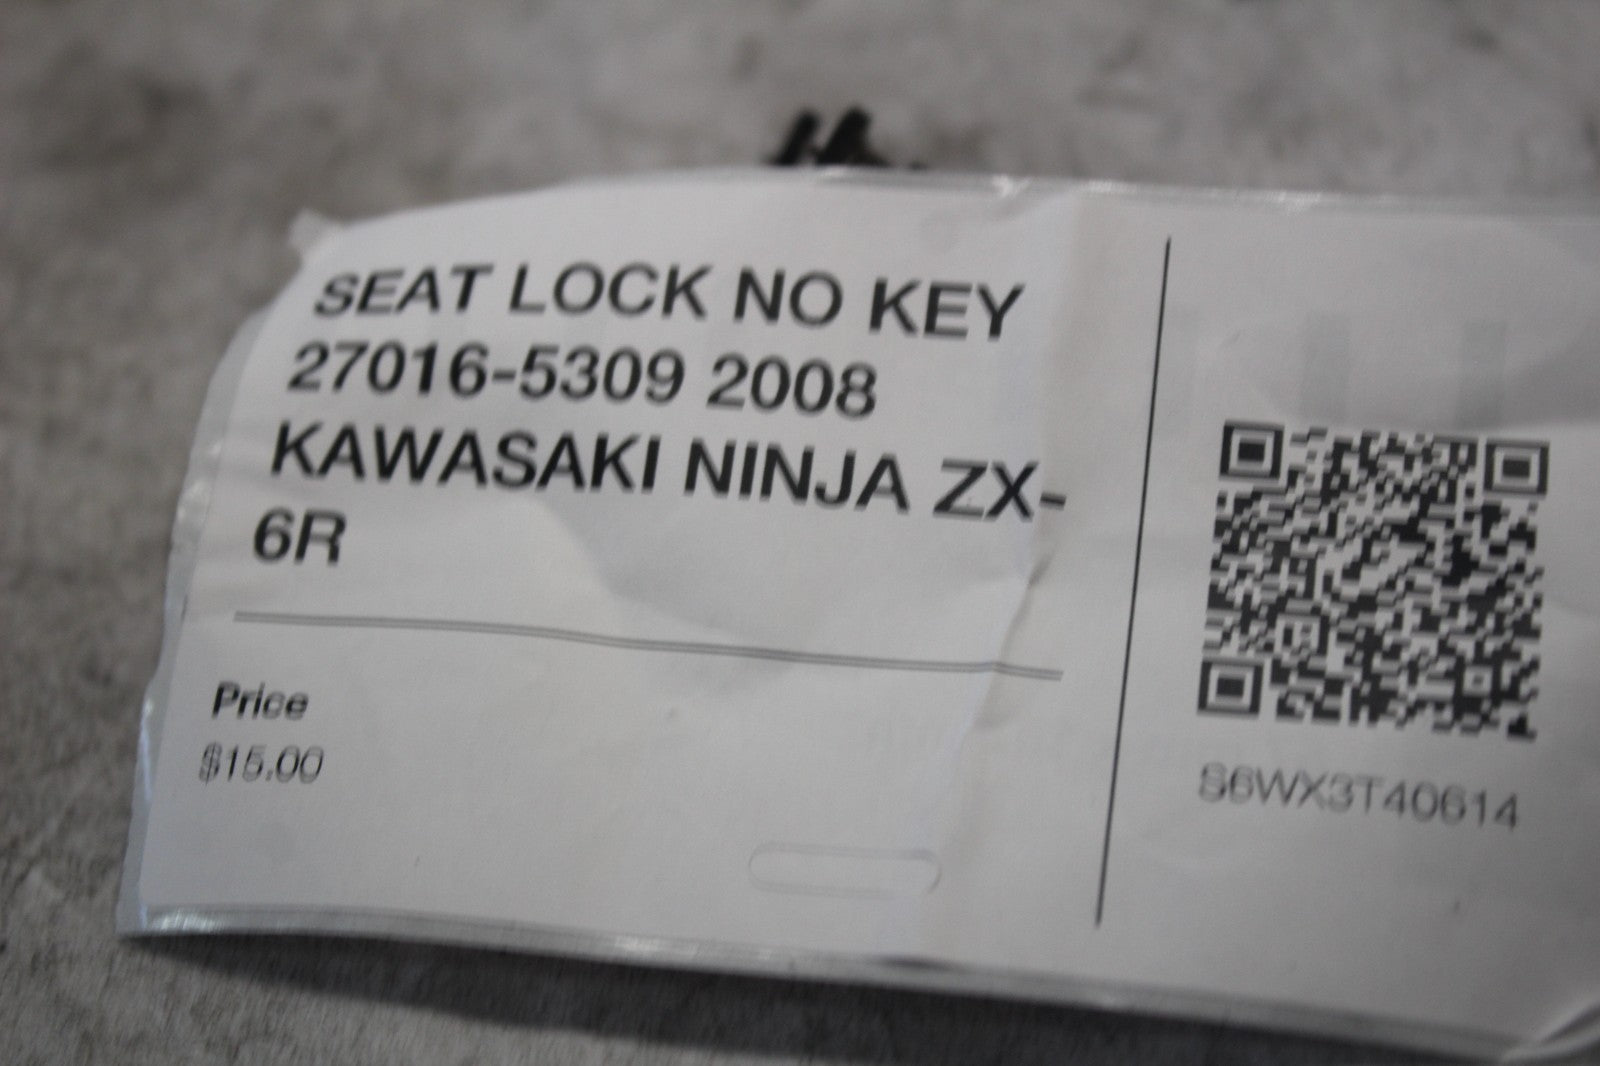 SEAT LOCK NO KEY
27016-5309 2008
KAWASAKI NINJA ZX-
6R
Price
$15.00
S6WX3T40614